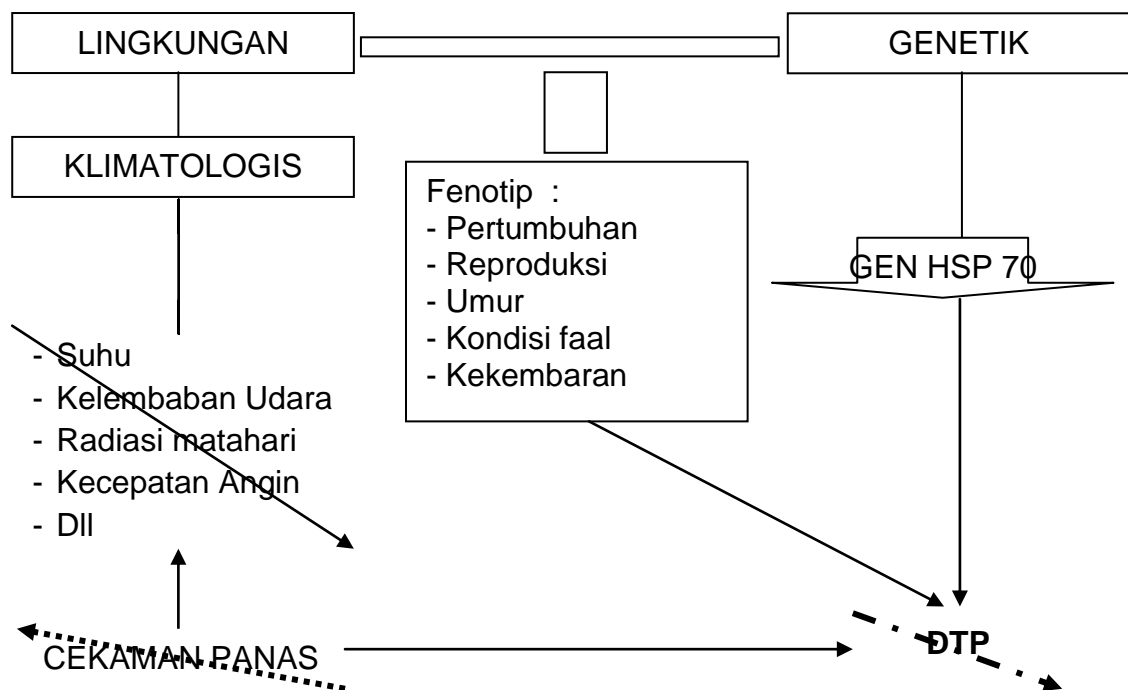 LINGKUNGAN
GENETIK
KLIMATOLOGIS
Fenotip :
- Pertumbuhan
- Reproduksi
- Umur
- Kondisi faal
- Kekembaran
GEN HSP 70
- Suhu
- Kelembaban Udara
- Radiasi matahari
- Kecepatan Angin
- Dll
CEKAMAN PANAS
DTP